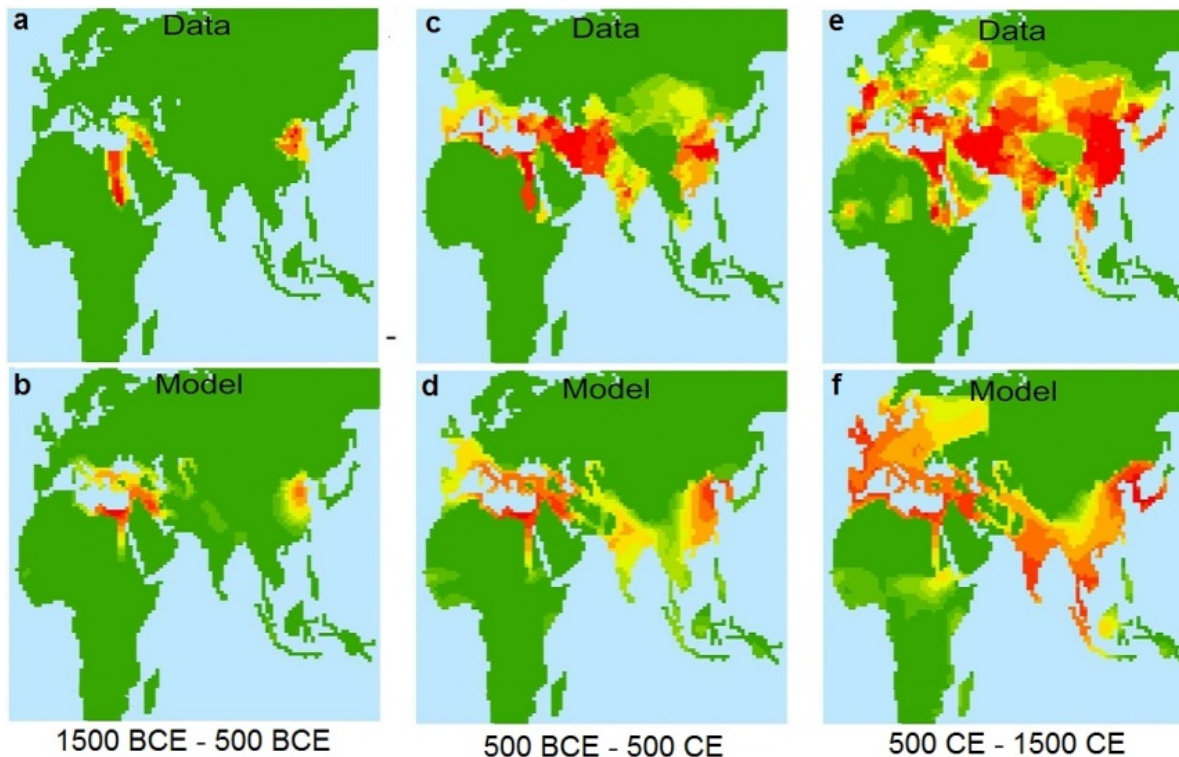 a Data
c Data
e Data
-
b Model
d Model
f Model
1500 BCE - 500 BCE
500 BCE - 500 CE
500 CE - 1500 CE